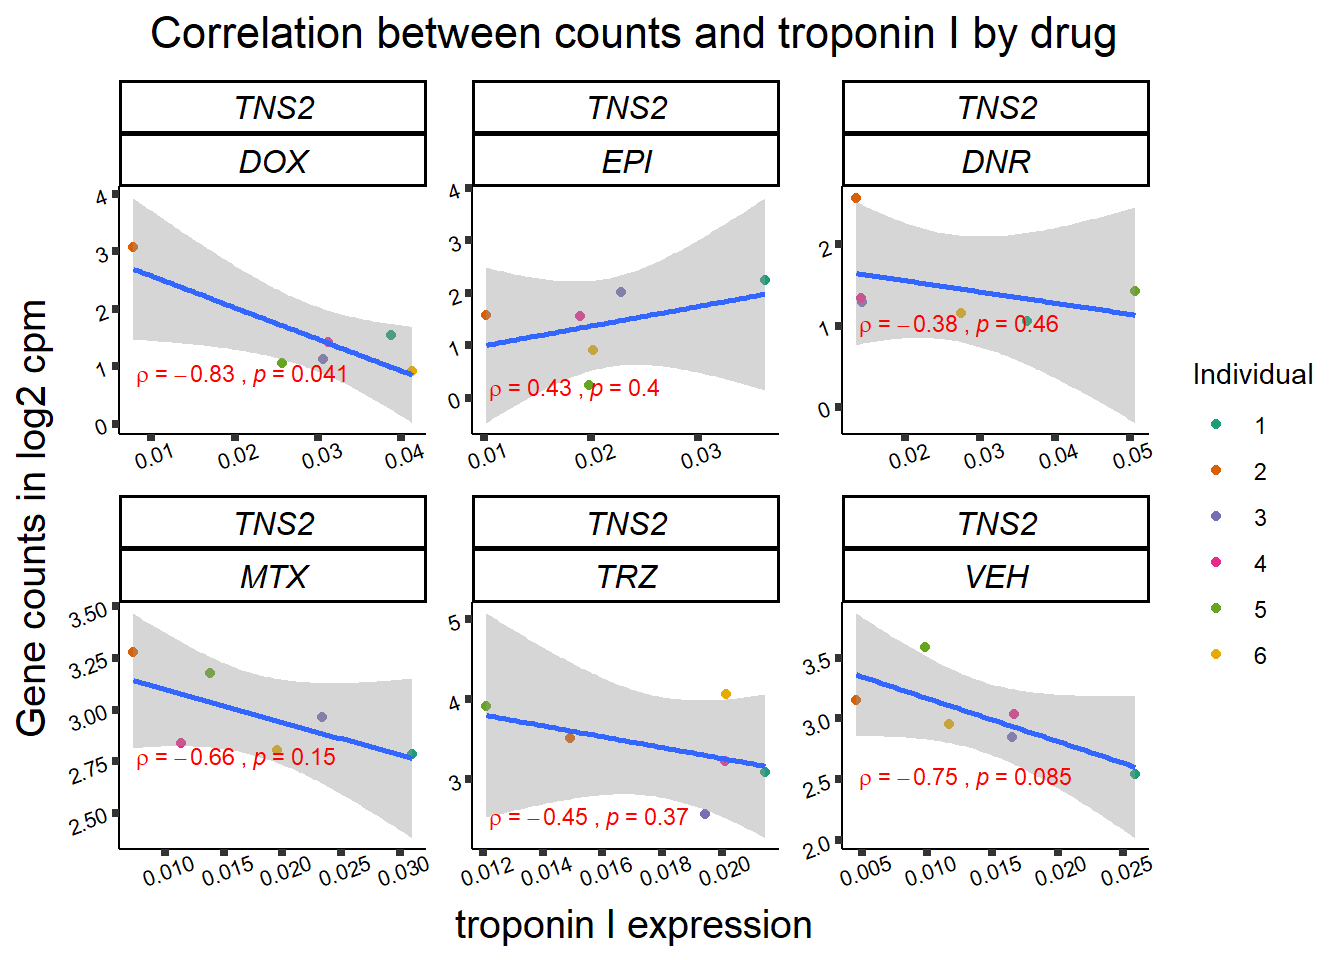 Correlation between counts and troponin I by drug
TNS2
TNS2
TNS2
DOX
EPI
DNR
4
3
2
1
0
ρ = −0.83 , p = 0.041
0.01
0.02
0.03
0.04
4
3
2
1
0
ρ = 0.43 , p = 0.4
0.01
0.02
0.03
2
1
0
ρ = −0.38 , p = 0.46
0.02
0.03
0.04
0.05
TNS2
TNS2
TNS2
MTX
TRZ
VEH
3.50
3.25
3.00
2.75
2.50
ρ = −0.66 , p = 0.15
0.010
0.015
0.020
0.025
0.030
5
4
3
ρ = −0.45 , p = 0.37
0.012
0.014
0.016
0.018
0.020
3.5
3.0
2.5
2.0
ρ = −0.75 , p = 0.085
0.005
0.010
0.015
0.020
0.025
Gene counts in log2 cpm
troponin I expression
Individual
1
2
3
4
5
6